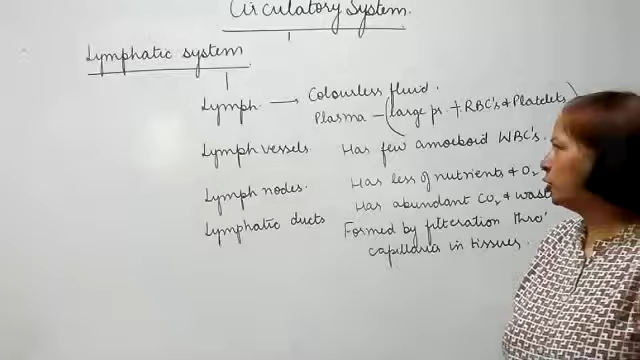 Circulatory System.
Lymphatic system
Lymph. → Colourless fluid.
Plasma - (large pr. + RBC's & Platelets)
Lymph vessels Has few amoeboid WBC's.
Lymph nodes. Has less of nutrients & O₂
Has abundant CO₂ & waste
Lymphatic ducts Formed by filteration thro'
capillaries in tissues.